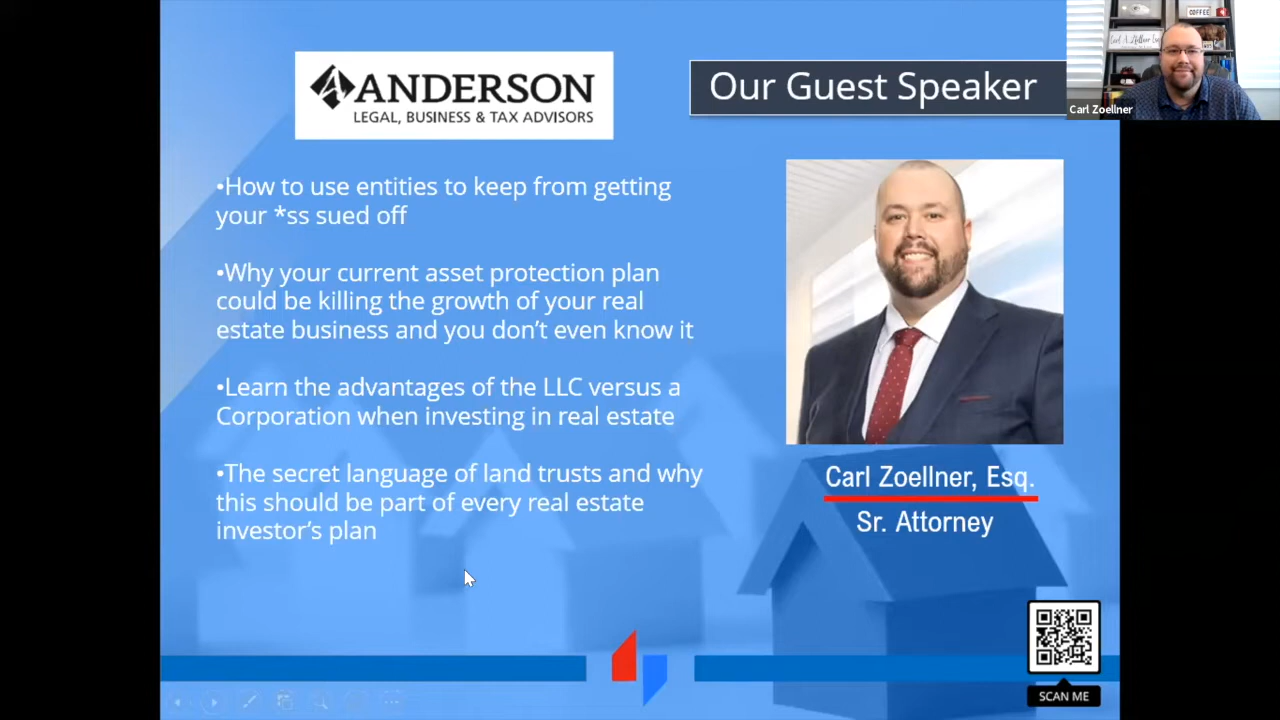 ANDERSON
LEGAL, BUSINESS & TAX ADVISORS
Our Guest Speaker
COFFEE
Carl Zoellner
•How to use entities to keep from getting
your *ss sued off
•Why your current asset protection plan
could be killing the growth of your real
estate business and you don’t even know it
•Learn the advantages of the LLC versus a
Corporation when investing in real estate
•The secret language of land trusts and why
this should be part of every real estate
investor’s plan
Carl Zoellner, Esq.
Sr. Attorney
SCAN ME